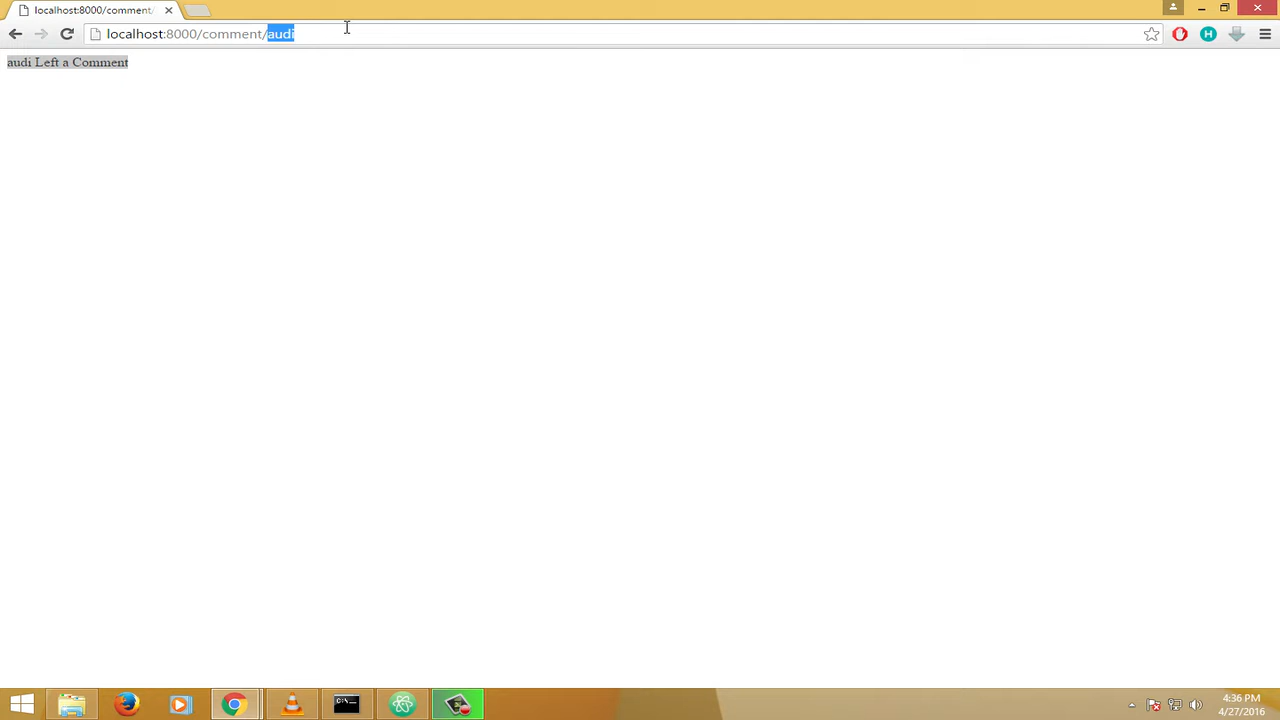 localhost:8000/comment/
localhost:8000/comment/audi
H
audi Left a Comment
C:\
4:36 PM
4/27/2016